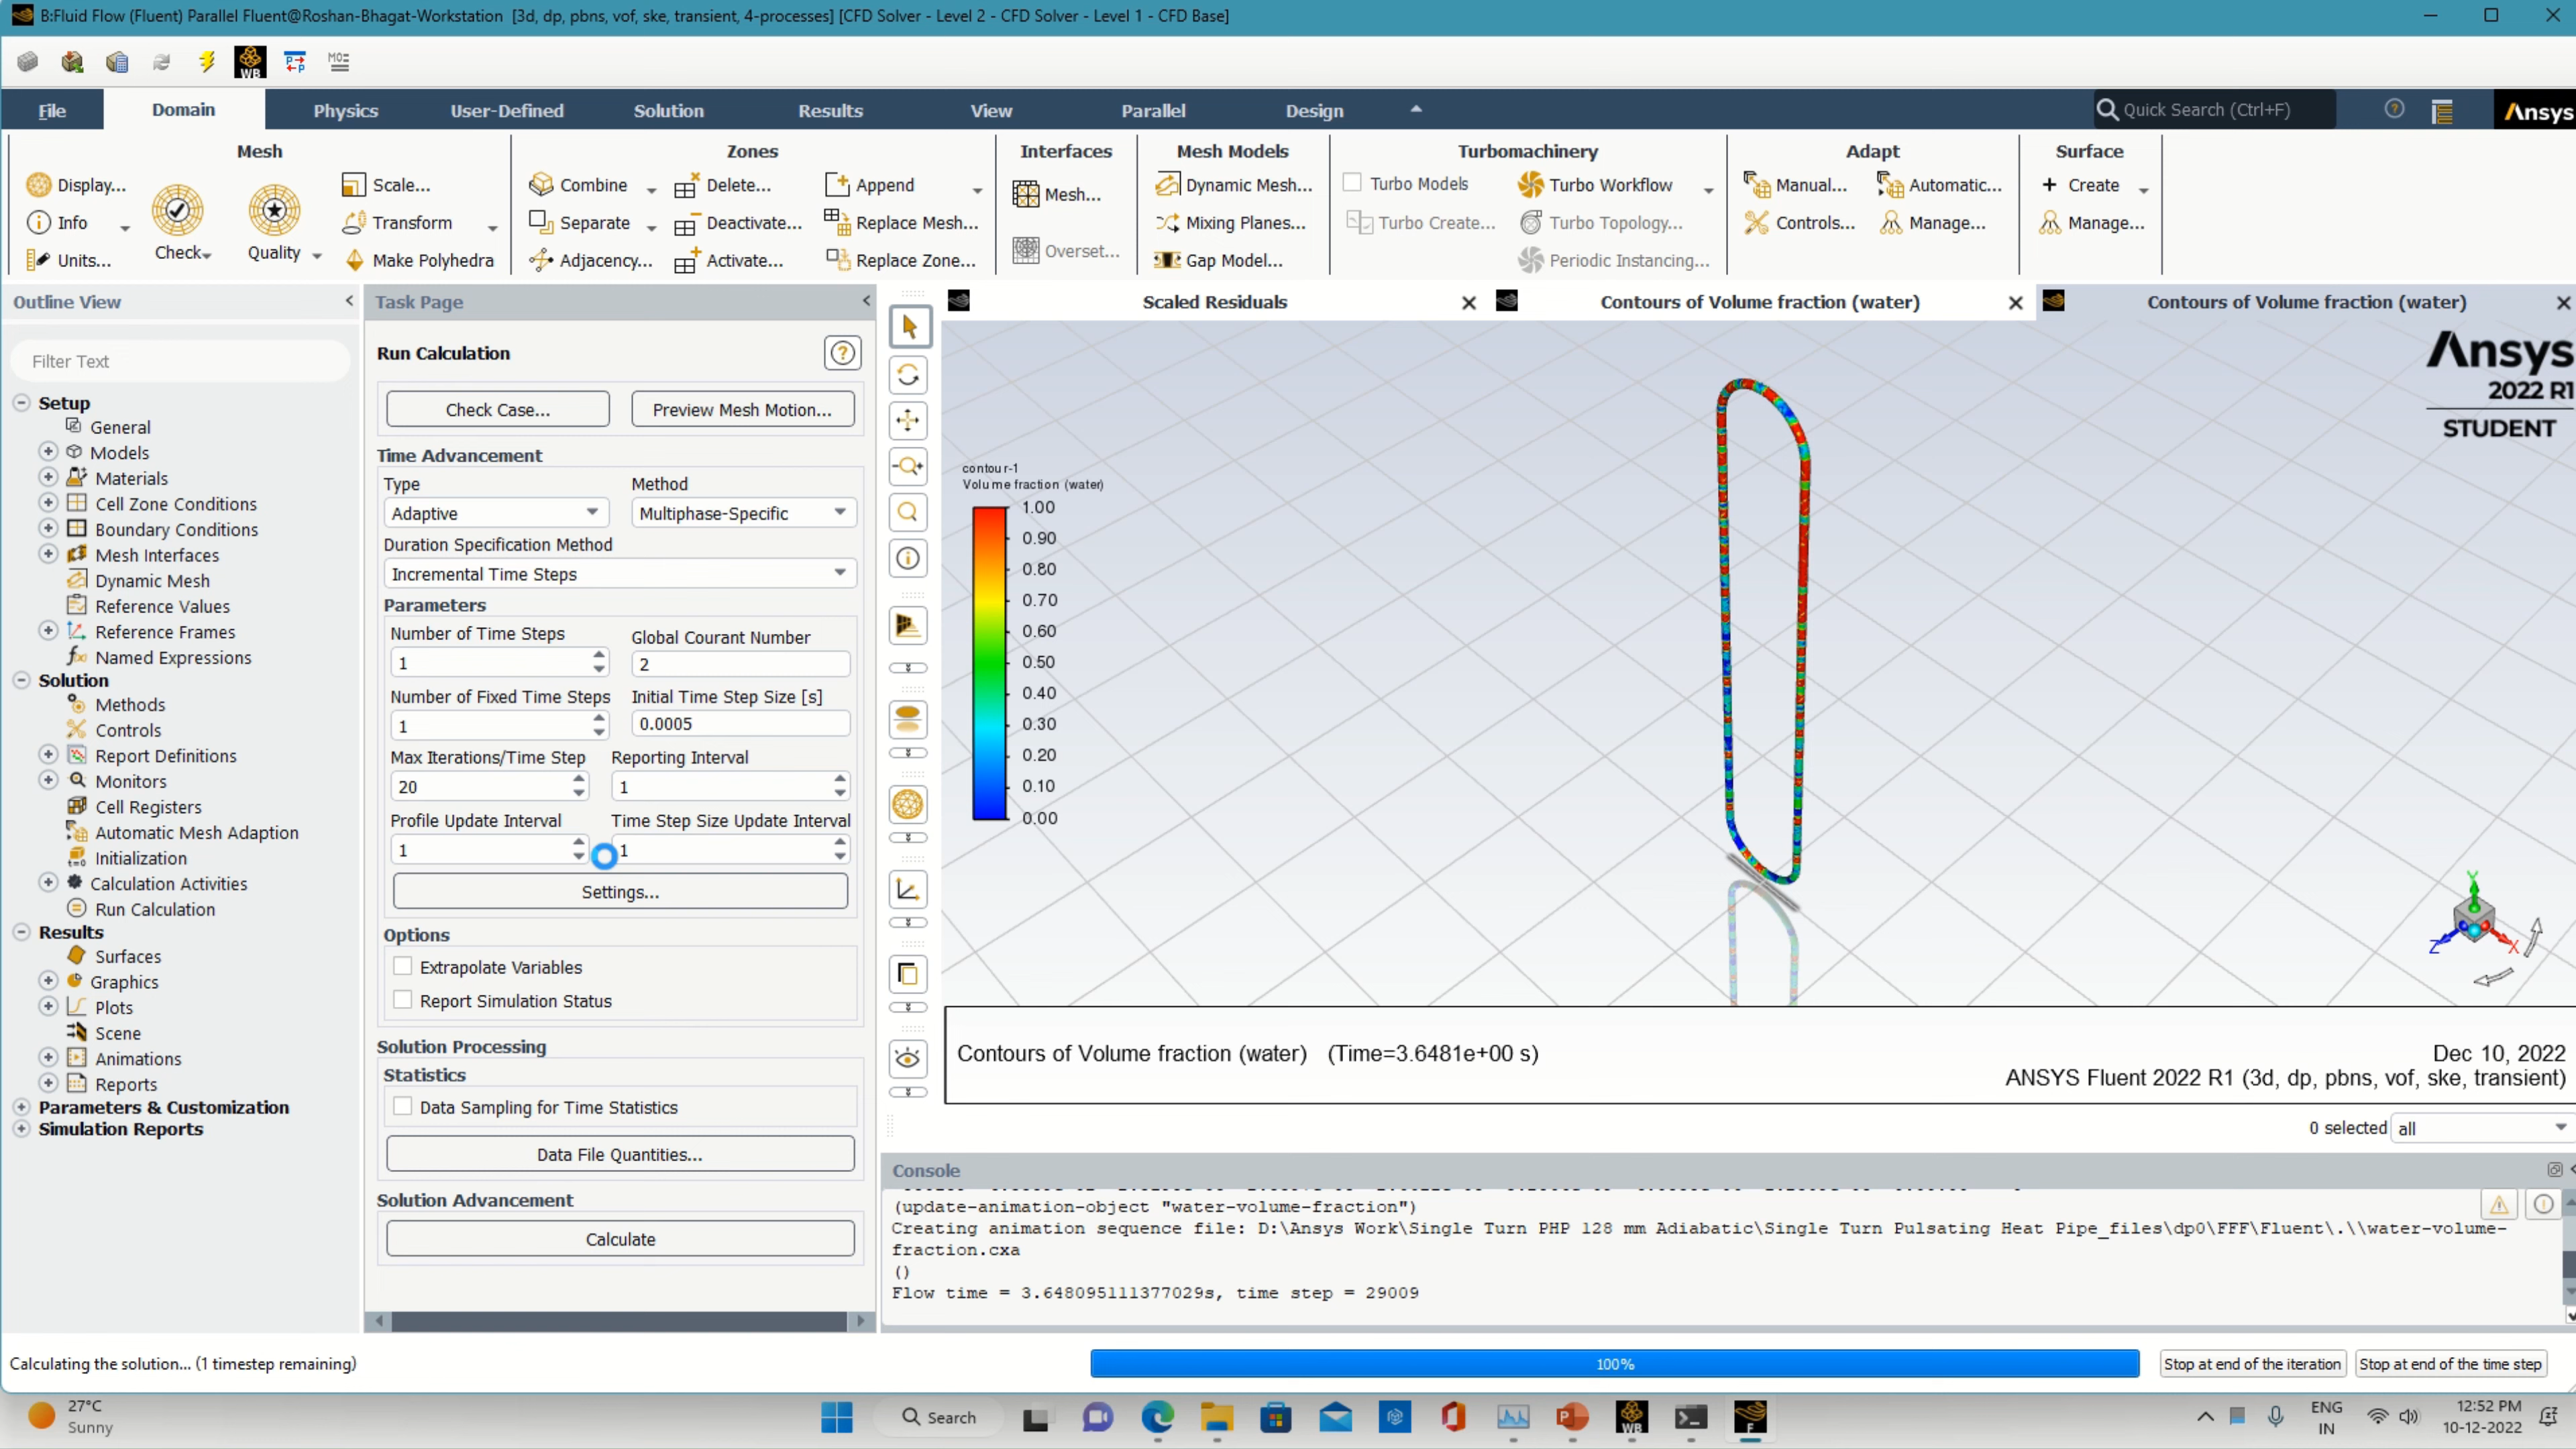 B:Fluid Flow (Fluent) Parallel Fluent@Roshan-Bhagat-Workstation [3d, dp, pbns, vof, ske, transient, 4-processes] [CFD Solver - Level 2 - CFD Solver - Level 1 - CFD Base]
WB
File Domain Physics User-Defined Solution Results View Parallel Design Quick Search (Ctrl+F) Ansys
Mesh Zones Interfaces Mesh Models Turbomachinery Adapt Surface
Display... Scale... Combine Delete... Append Mesh... Dynamic Mesh... Turbo Models Turbo Workflow Manual... Automatic... Create
Info Transform Separate Deactivate... Replace Mesh... Mixing Planes... Turbo Create... Turbo Topology... Controls... Manage... Manage...
Check Quality Overset...
Units... Make Polyhedra Adjacency... Activate... Replace Zone... Gap Model... Periodic Instancing...
Outline View
Filter Text
Setup
General
Models
Materials
Cell Zone Conditions
Boundary Conditions
Mesh Interfaces
Dynamic Mesh
Reference Values
Reference Frames
Named Expressions
Solution
Methods
Controls
Report Definitions
Monitors
Cell Registers
Automatic Mesh Adaption
Initialization
Calculation Activities
Run Calculation
Results
Surfaces
Graphics
Plots
Scene
Animations
Reports
Parameters & Customization
Simulation Reports
Task Page
Run Calculation
Check Case... Preview Mesh Motion...
Time Advancement
Type Method
Adaptive Multiphase-Specific
Duration Specification Method
Incremental Time Steps
Parameters
Number of Time Steps Global Courant Number
1 2
Number of Fixed Time Steps Initial Time Step Size [s]
1 0.0005
Max Iterations/Time Step Reporting Interval
20 1
Profile Update Interval Time Step Size Update Interval
1 1
Settings...
Options
Extrapolate Variables
Report Simulation Status
Solution Processing
Statistics
Data Sampling for Time Statistics
Data File Quantities...
Solution Advancement
Calculate
Scaled Residuals Contours of Volume fraction (water) Contours of Volume fraction (water)
Ansys
2022 R1
STUDENT
contour-1
Volume fraction (water)
1.00
0.90
0.80
0.70
0.60
0.50
0.40
0.30
0.20
0.10
0.00
Y
Z X
Contours of Volume fraction (water) (Time=3.6481e+00 s)
Dec 10, 2022
ANSYS Fluent 2022 R1 (3d, dp, pbns, vof, ske, transient)
0 selected all
Console
(update-animation-object "water-volume-fraction")
Creating animation sequence file: D:\Ansys Work\Single Turn PHP 128 mm Adiabatic\Single Turn Pulsating Heat Pipe_files\dp0\FFF\Fluent\.\\water-volume-
fraction.cxa
()
Flow time = 3.648095111377029s, time step = 29009
Calculating the solution... (1 timestep remaining) 100% Stop at end of the iteration Stop at end of the time step
27°C
Sunny
Search
WB
F
ENG
IN
12:52 PM
10-12-2022